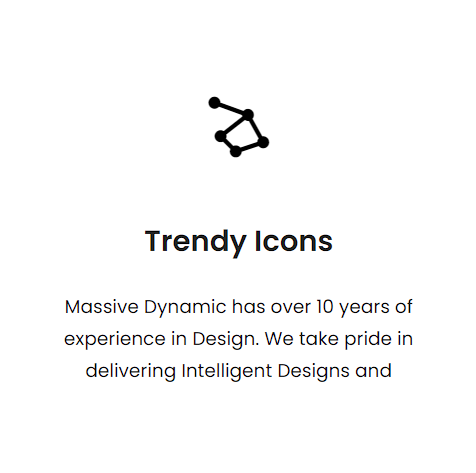 Trendy Icons
Massive Dynamic has over 10 years of
experience in Design. We take pride in
delivering Intelligent Designs and